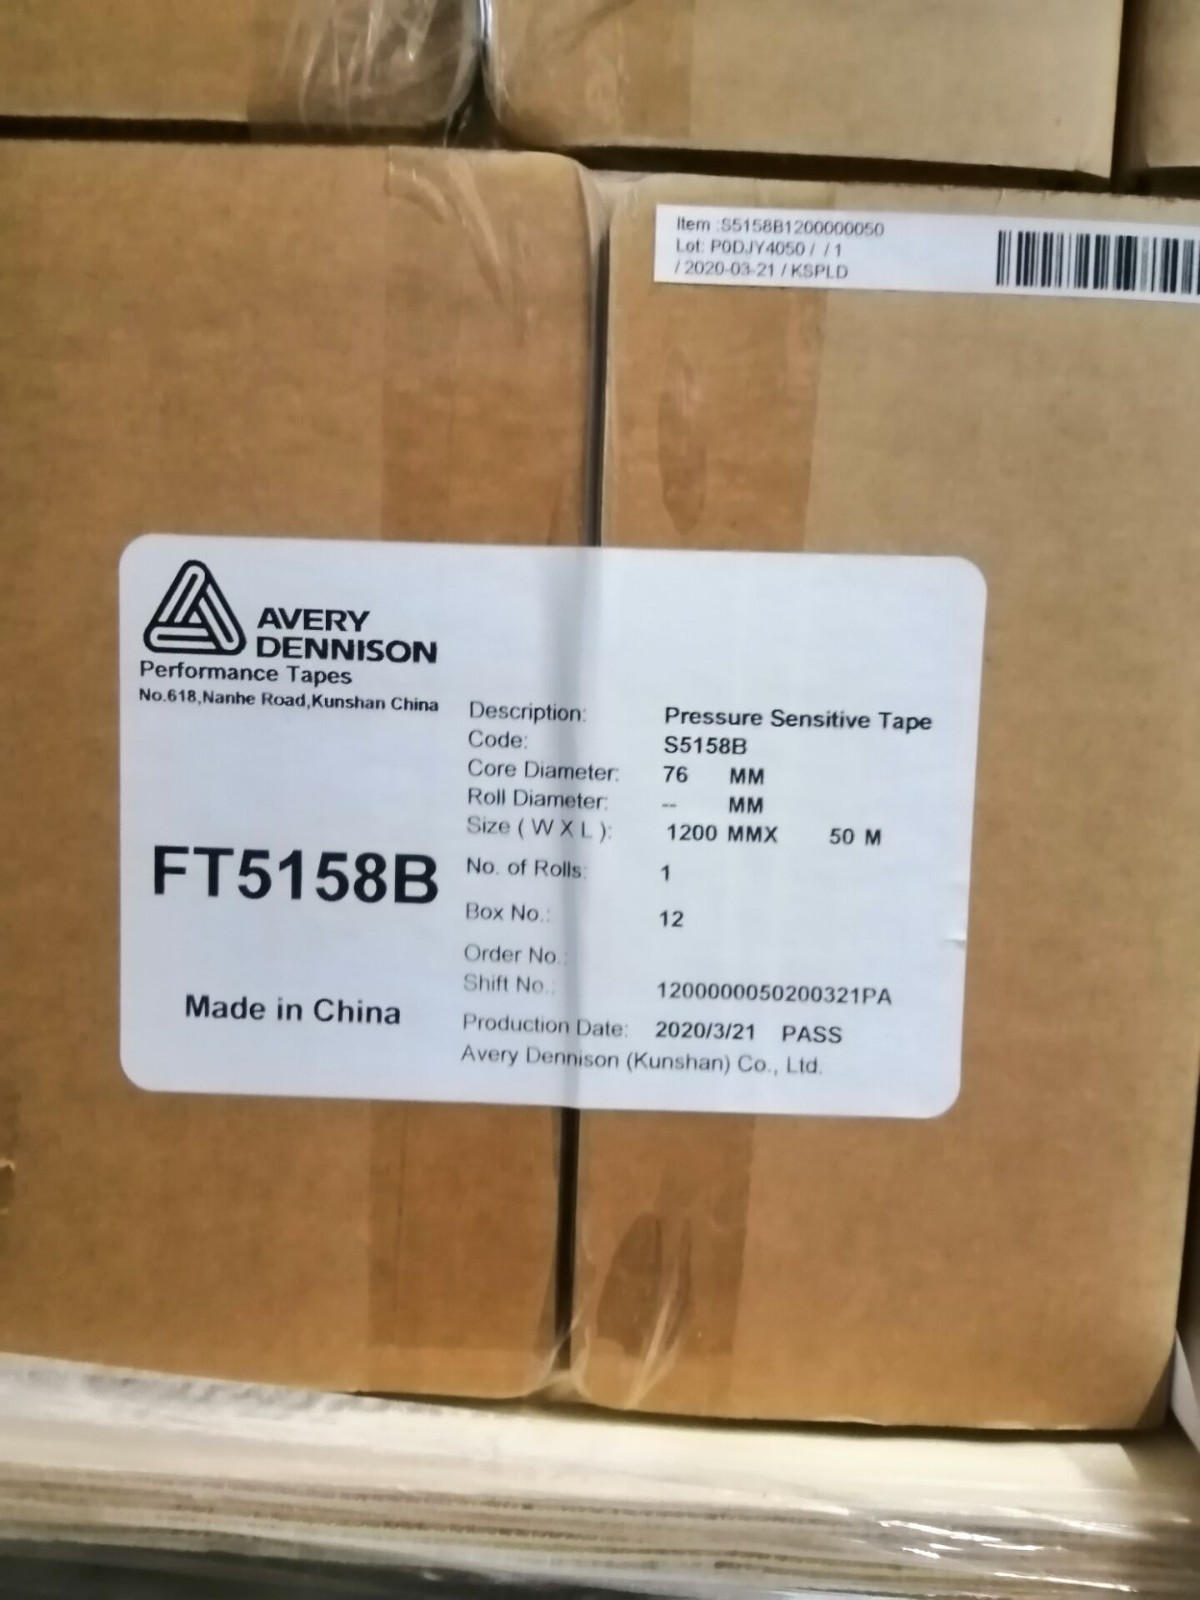 Item :S5158B1200000050
Lot: P0DJY4050 / / 1
/ 2020-03-21 / KSPLD
AVERY
DENNISON
Performance Tapes
No.618,Nanhe Road,Kunshan China
FT5158B
Made in China
Description: Pressure Sensitive Tape
Code: S5158B
Core Diameter: 76 MM
Roll Diameter: -- MM
Size ( W X L ): 1200 MMX 50 M
No. of Rolls: 1
Box No.: 12
Order No.:
Shift No.: 1200000050200321PA
Production Date: 2020/3/21 PASS
Avery Dennison (Kunshan) Co., Ltd.